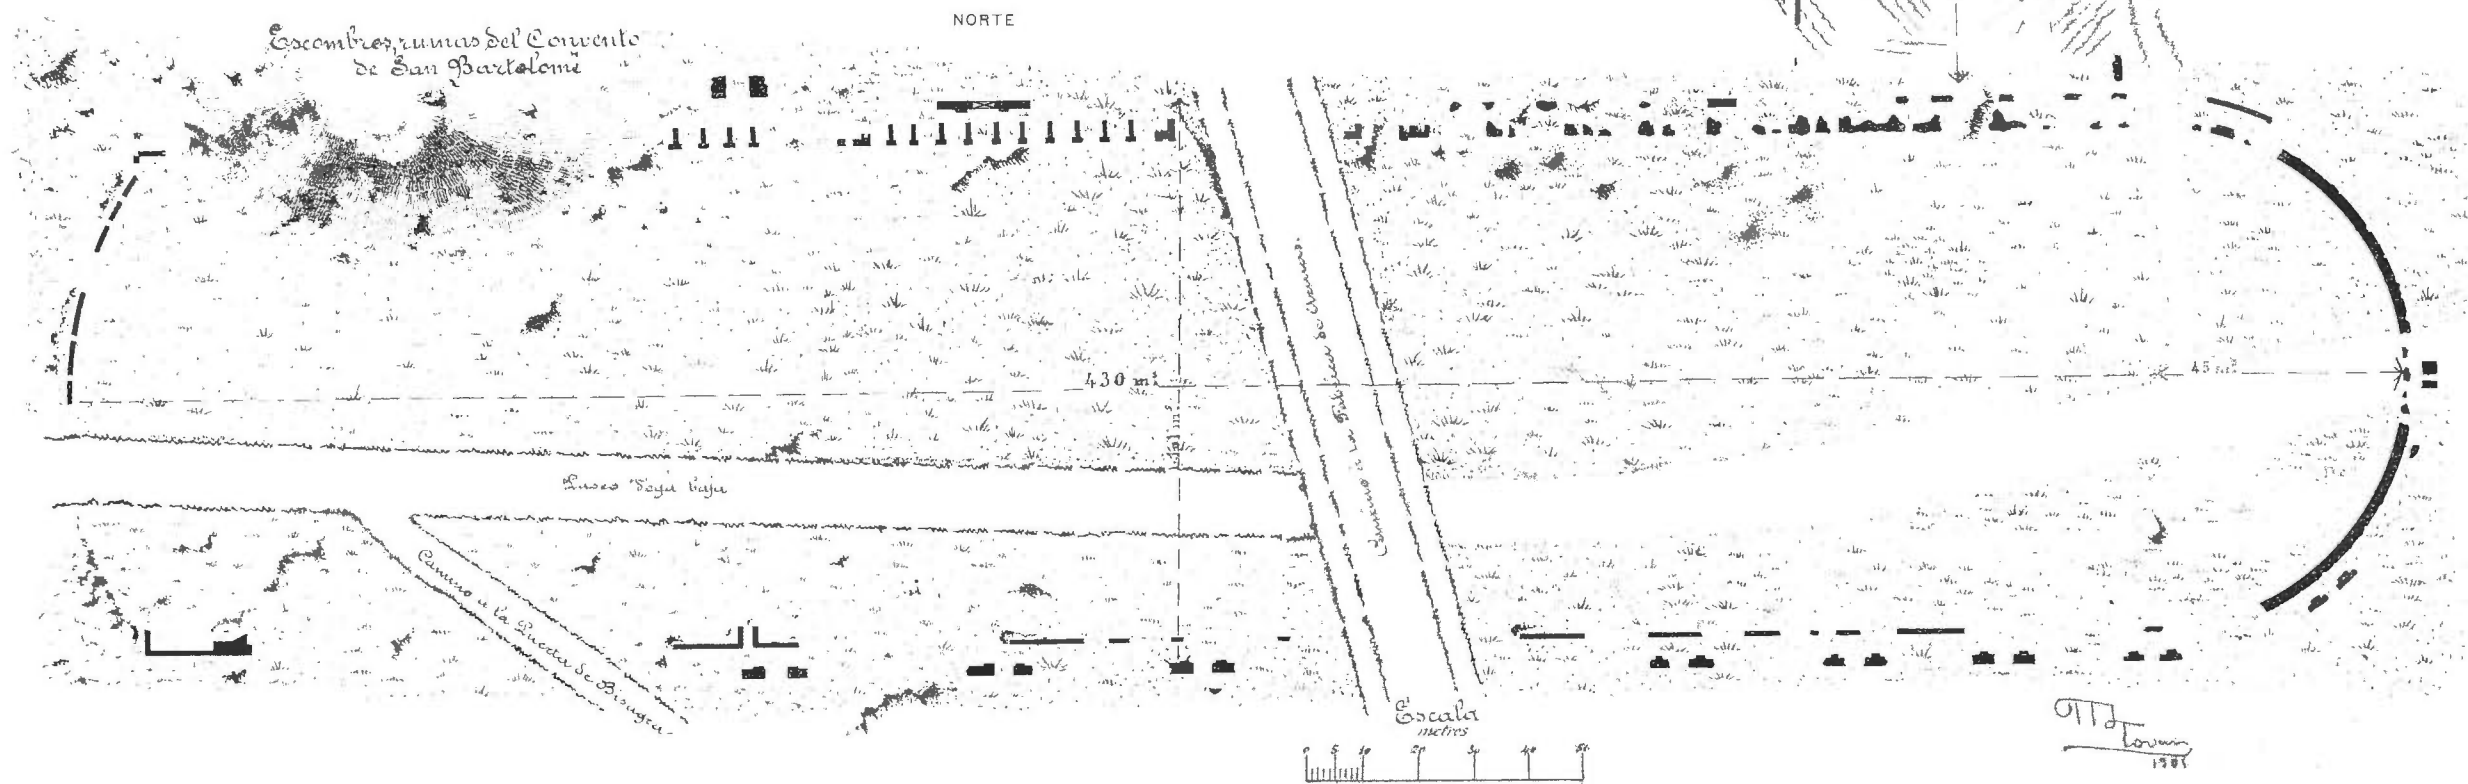 NORTE
Escombros, ruinas del Convento
de San Bartolomé
430 m.ˢ
45 m.ˢ
101 m.ˢ
Camino a la Fábrica de Armas.
Paseo Vega baja
Camino a la Puerta de Bisagra
Escala
metros
0 5 10 20 30 40 50